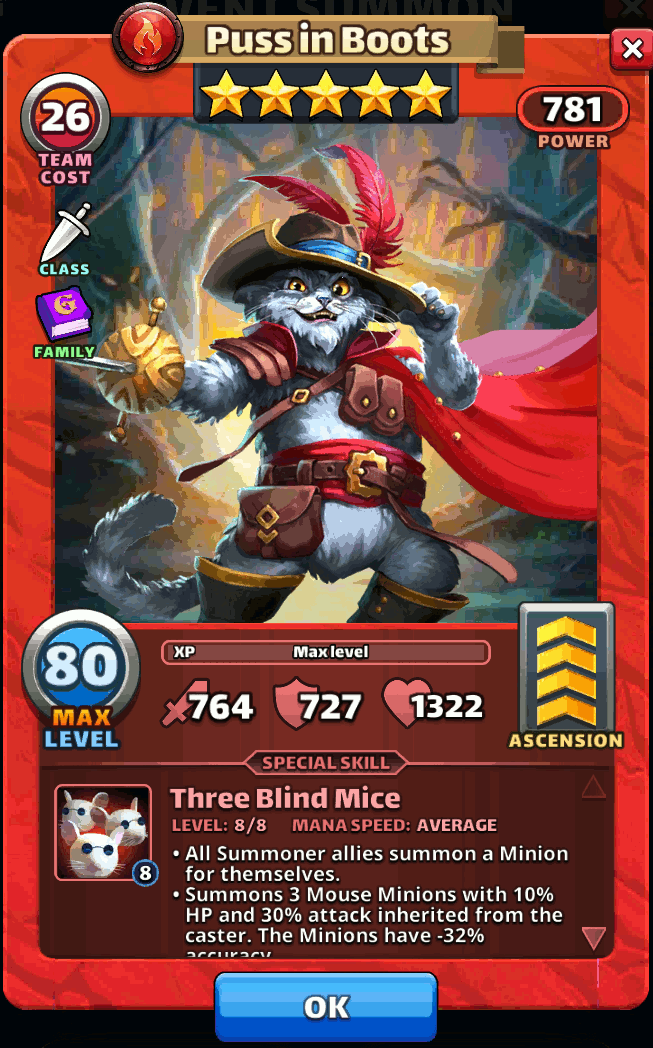 EVENT SUMMON
Puss in Boots
26
TEAM
COST
781
POWER
CLASS
G
FAMILY
80
MAX
LEVEL
XP Max level
764 727 1322
ASCENSION
SPECIAL SKILL
Three Blind Mice
LEVEL: 8/8 MANA SPEED: AVERAGE
8
• All Summoner allies summon a Minion
for themselves.
• Summons 3 Mouse Minions with 10%
HP and 30% attack inherited from the
caster. The Minions have -32%
accuracy
OK